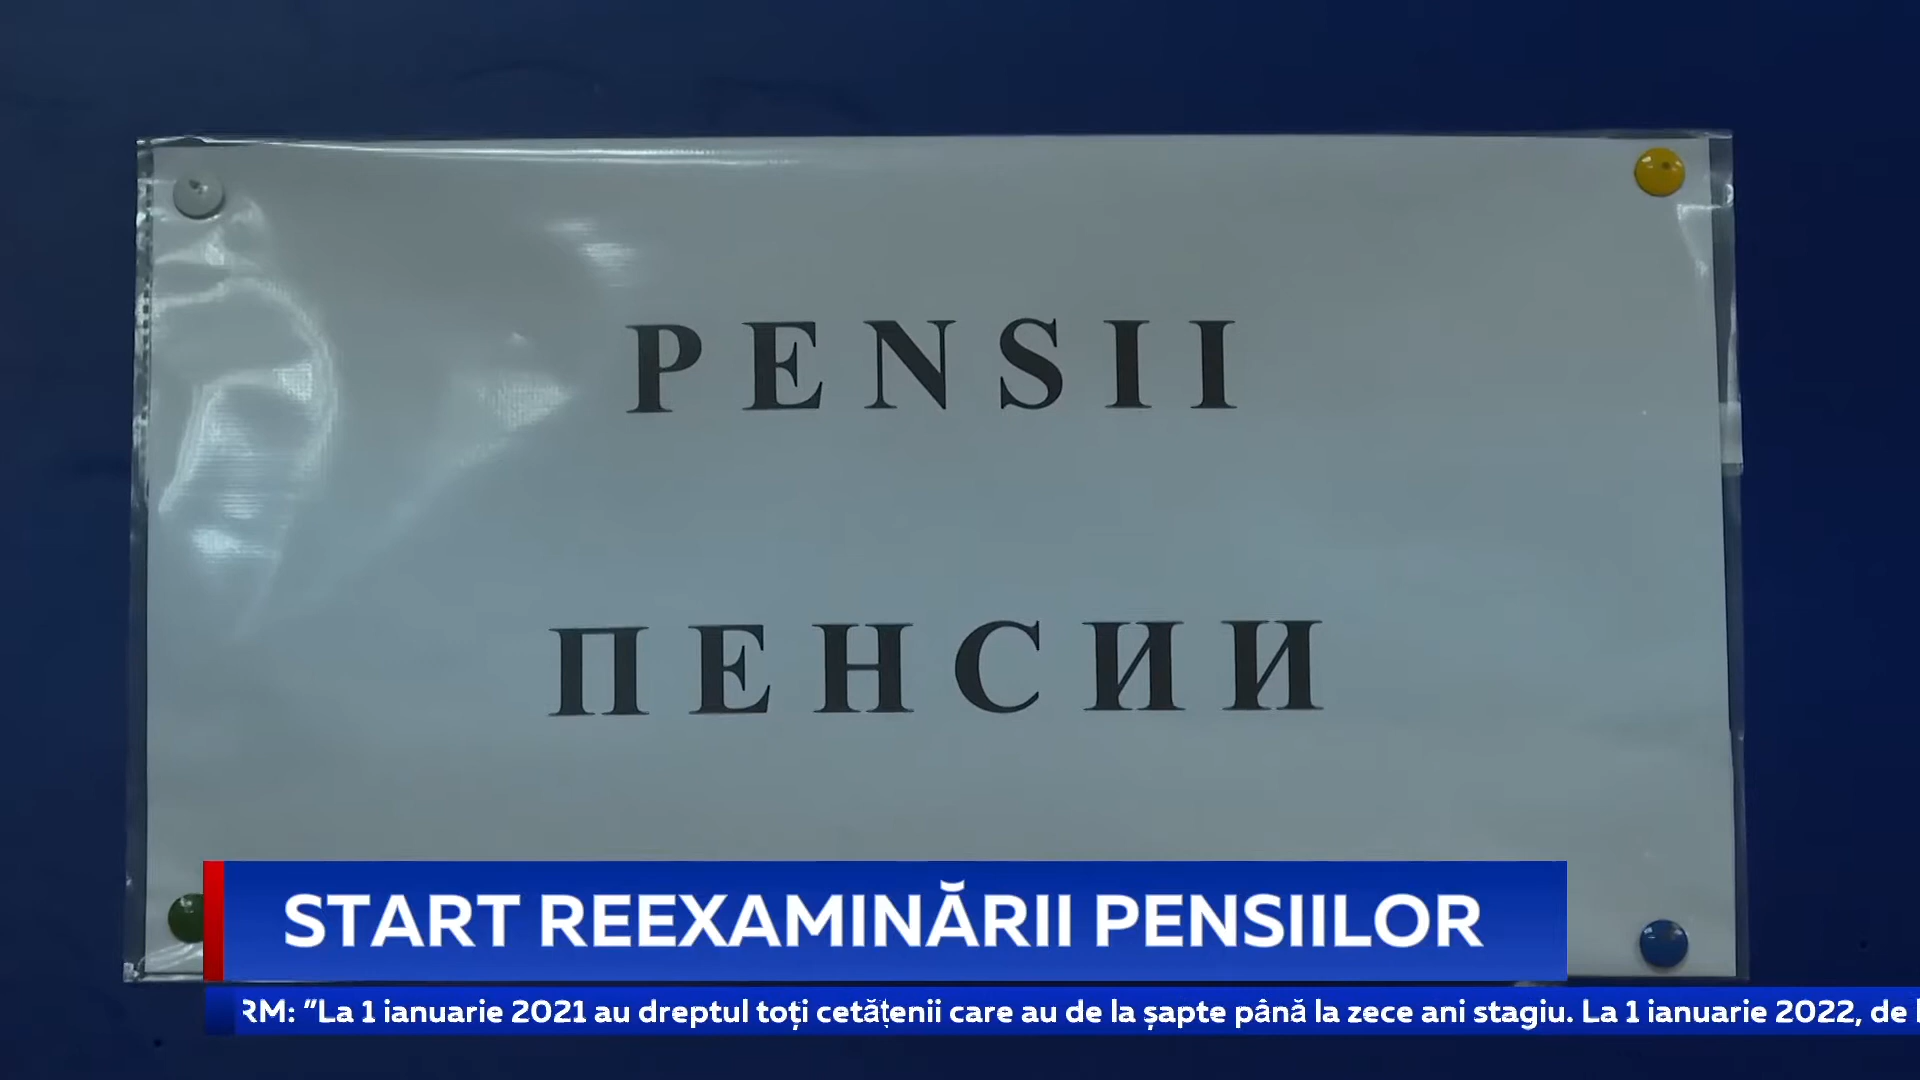 PENSII
ПЕНСИИ
START REEXAMINĂRII PENSIILOR
RM: "La 1 ianuarie 2021 au dreptul toți cetățenii care au de la șapte până la zece ani stagiu. La 1 ianuarie 2022, de